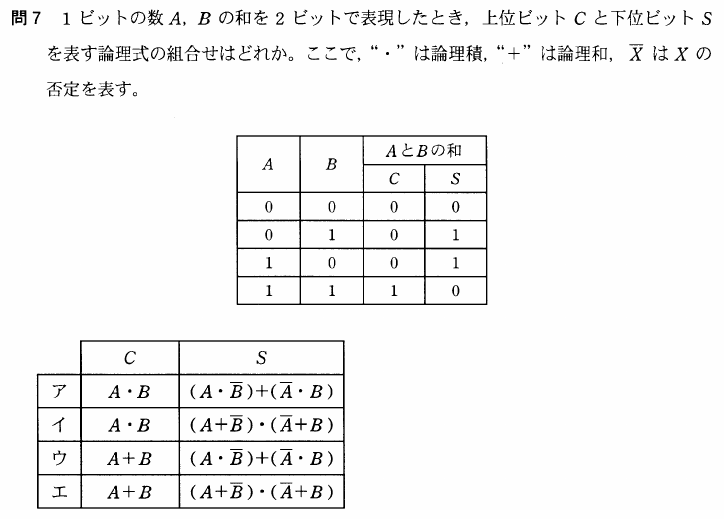 問7 1ビットの数A，Bの和を2ビットで表現したとき，上位ビットCと下位ビットS
を表す論理式の組合せはどれか。ここで，“・”は論理積，“＋”は論理和，X̅はXの
否定を表す。
A B AとBの和
C S
0 0 0 0
0 1 0 1
1 0 0 1
1 1 1 0
C S
ア A・B (A・B̅)+(A̅・B)
イ A・B (A+B̅)・(A̅+B)
ウ A+B (A・B̅)+(A̅・B)
エ A+B (A+B̅)・(A̅+B)